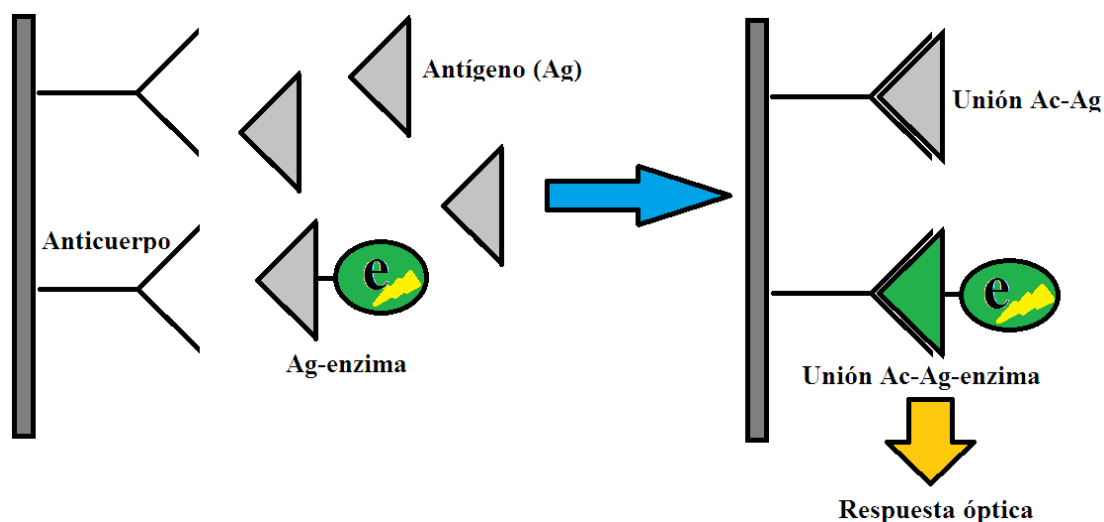 Antígeno (Ag)
Unión Ac-Ag
Anticuerpo
e
e
Ag-enzima
Unión Ac-Ag-enzima
Respuesta óptica